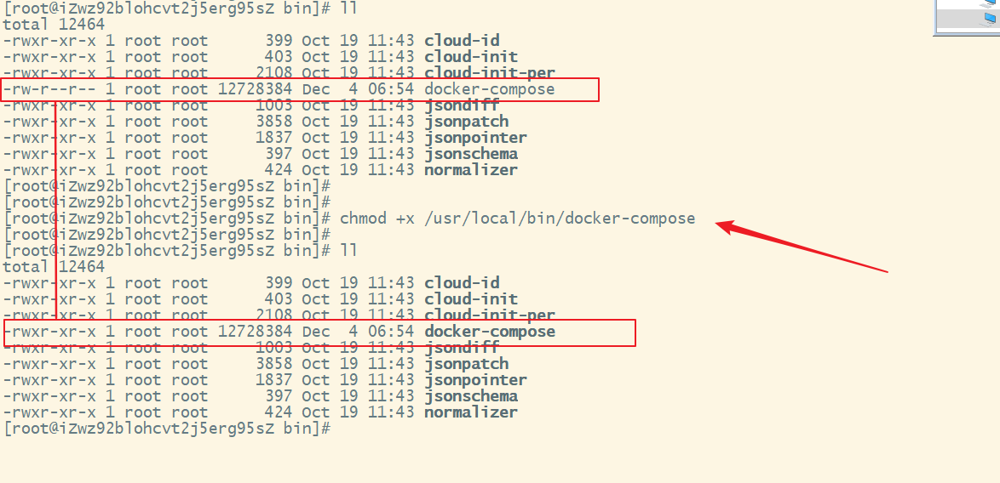 [root@iZwz92blohcvt2j5erg95sZ bin]# ll
total 12464
-rwxr-xr-x 1 root root      399 Oct 19 11:43 cloud-id
-rwxr-xr-x 1 root root      403 Oct 19 11:43 cloud-init
-rwxr-xr-x 1 root root     2108 Oct 19 11:43 cloud-init-per
-rw-r--r-- 1 root root 12728384 Dec  4 06:54 docker-compose
-rwxr-xr-x 1 root root     1003 Oct 19 11:43 jsondiff
-rwxr-xr-x 1 root root     3858 Oct 19 11:43 jsonpatch
-rwxr-xr-x 1 root root     1837 Oct 19 11:43 jsonpointer
-rwxr-xr-x 1 root root      397 Oct 19 11:43 jsonschema
-rwxr-xr-x 1 root root      424 Oct 19 11:43 normalizer
[root@iZwz92blohcvt2j5erg95sZ bin]#
[root@iZwz92blohcvt2j5erg95sZ bin]#
[root@iZwz92blohcvt2j5erg95sZ bin]# chmod +x /usr/local/bin/docker-compose
[root@iZwz92blohcvt2j5erg95sZ bin]#
[root@iZwz92blohcvt2j5erg95sZ bin]# ll
total 12464
-rwxr-xr-x 1 root root      399 Oct 19 11:43 cloud-id
-rwxr-xr-x 1 root root      403 Oct 19 11:43 cloud-init
-rwxr-xr-x 1 root root     2108 Oct 19 11:43 cloud-init-per
-rwxr-xr-x 1 root root 12728384 Dec  4 06:54 docker-compose
-rwxr-xr-x 1 root root     1003 Oct 19 11:43 jsondiff
-rwxr-xr-x 1 root root     3858 Oct 19 11:43 jsonpatch
-rwxr-xr-x 1 root root     1837 Oct 19 11:43 jsonpointer
-rwxr-xr-x 1 root root      397 Oct 19 11:43 jsonschema
-rwxr-xr-x 1 root root      424 Oct 19 11:43 normalizer
[root@iZwz92blohcvt2j5erg95sZ bin]#